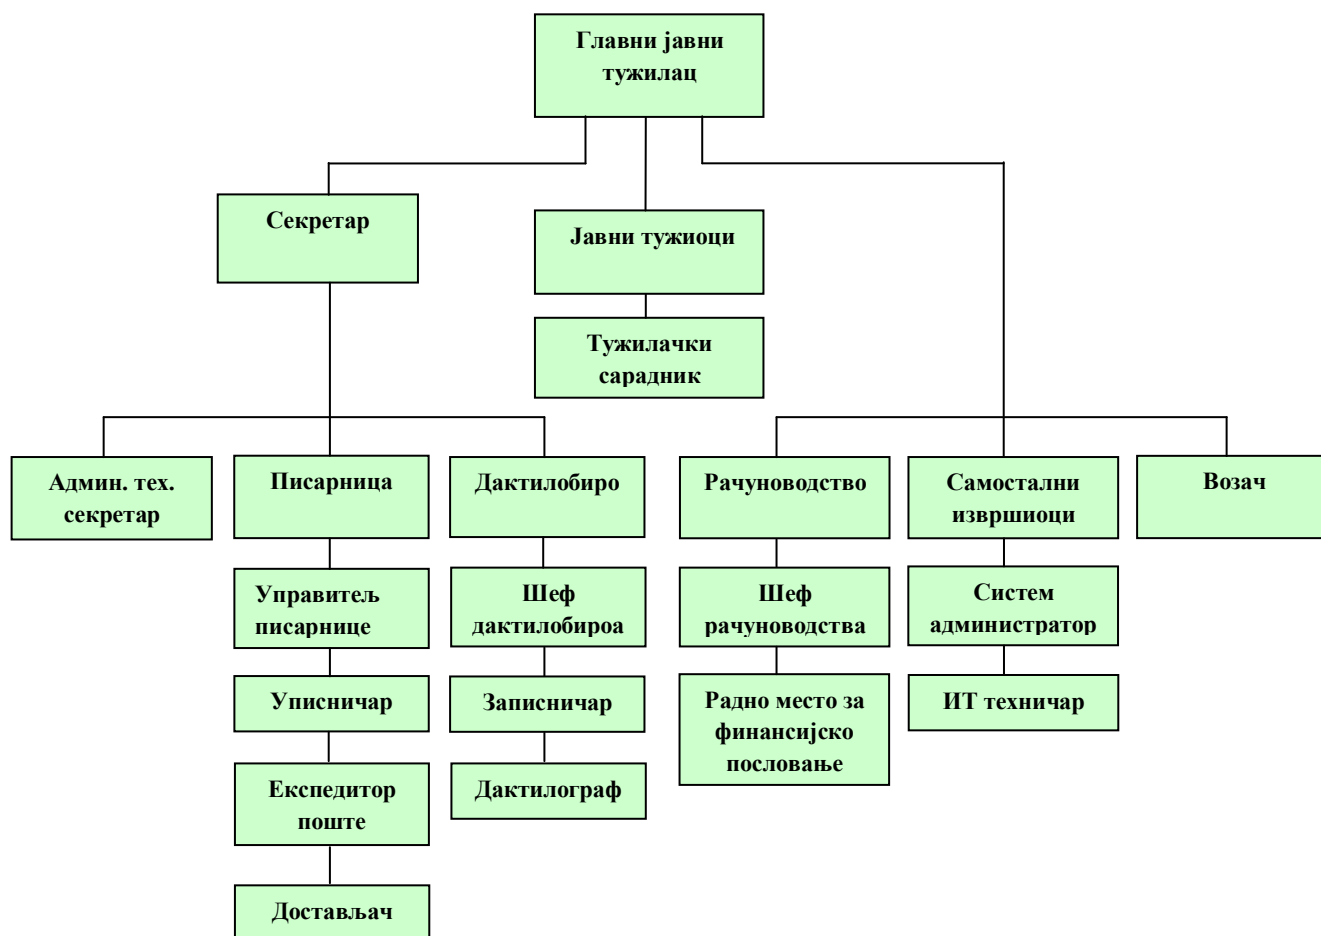 Главни јавни
тужилац
Секретар
Јавни тужиоци
Тужилачки
сарадник
Админ. тех.
секретар
Писарница
Дактилобиро
Рачуноводство
Самостални
извршиоци
Возач
Управитељ
писарнице
Шеф
дактилобироа
Шеф
рачуноводства
Систем
администратор
Уписничар
Записничар
Радно место за
финансијско
пословање
ИТ техничар
Експедитор
поште
Дактилограф
Достављач